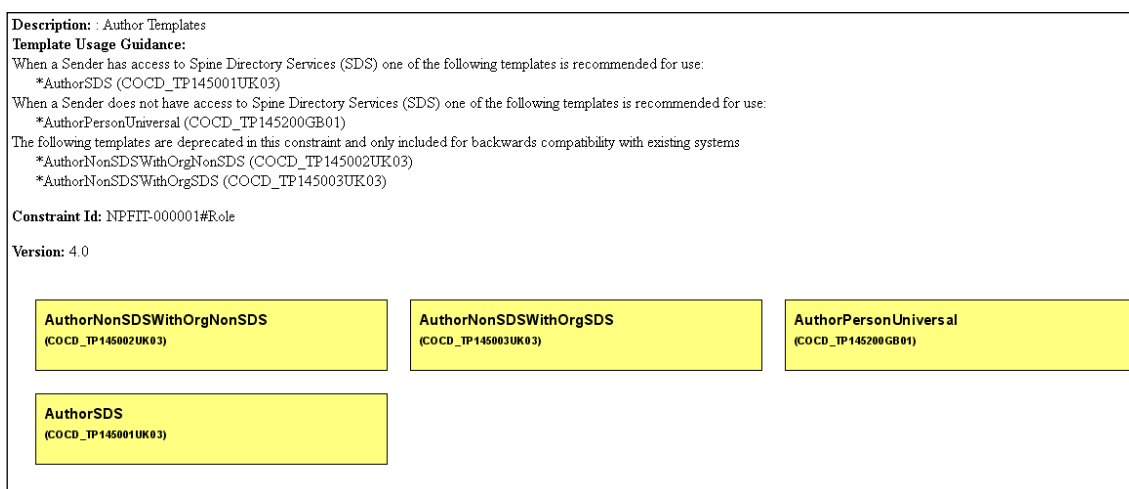 Description: : Author Templates
Template Usage Guidance:
When a Sender has access to Spine Directory Services (SDS) one of the following templates is recommended for use:
*AuthorSDS (COCD_TP145001UK03)
When a Sender does not have access to Spine Directory Services (SDS) one of the following templates is recommended for use:
*AuthorPersonUniversal (COCD_TP145200GB01)
The following templates are deprecated in this constraint and only included for backwards compatibility with existing systems
*AuthorNonSDSWithOrgNonSDS (COCD_TP145002UK03)
*AuthorNonSDSWithOrgSDS (COCD_TP145003UK03)
Constraint Id: NPFIT-000001#Role
Version: 4.0
AuthorNonSDSWithOrgNonSDS
(COCD_TP145002UK03)
AuthorNonSDSWithOrgSDS
(COCD_TP145003UK03)
AuthorPersonUniversal
(COCD_TP145200GB01)
AuthorSDS
(COCD_TP145001UK03)